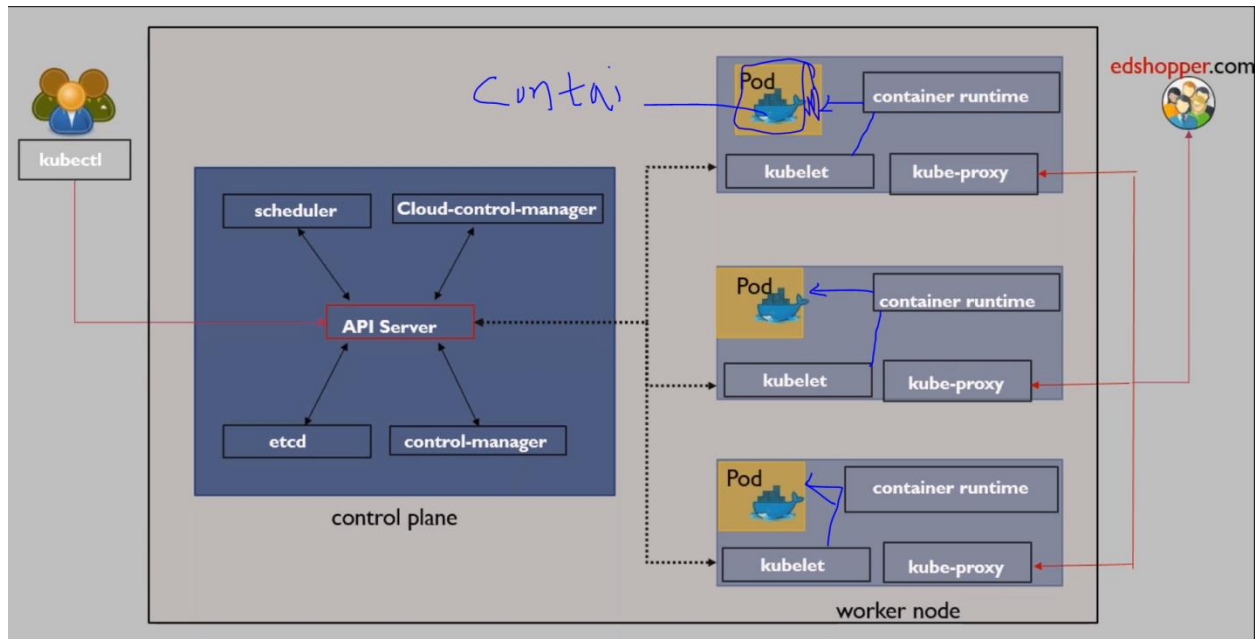 edshopper.com
Pod
container runtime
Contai
kubectl
kubelet
kube-proxy
scheduler
Cloud-control-manager
Pod
container runtime
API Server
kubelet
kube-proxy
etcd
control-manager
Pod
container runtime
control plane
kubelet
kube-proxy
worker node